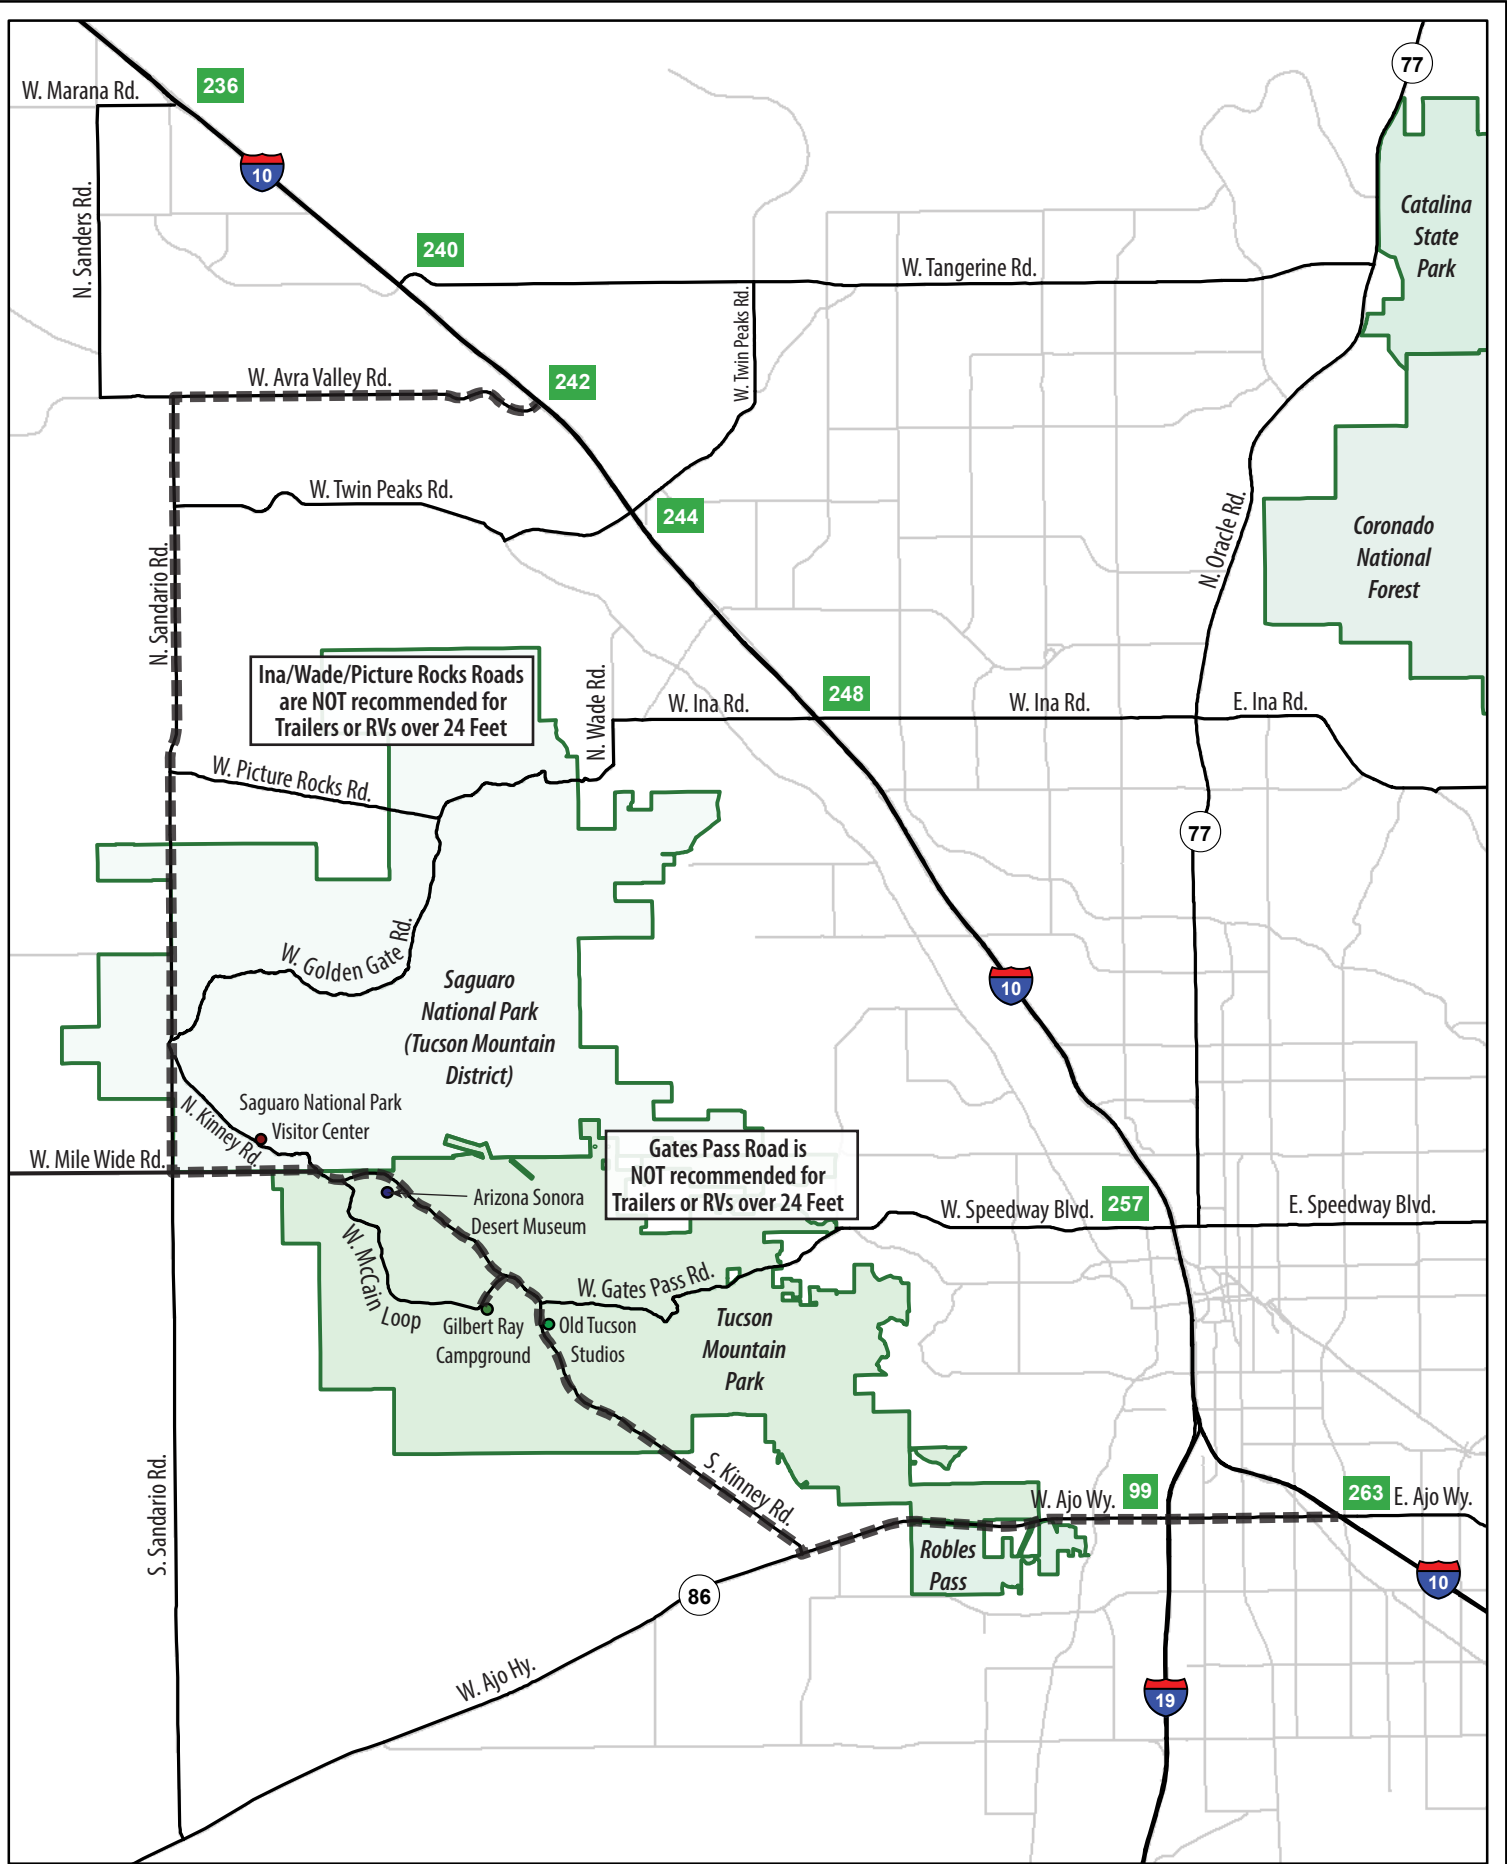 77
236
W. Marana Rd.
10
N. Sanders Rd.
Catalina
State
Park
240
W. Tangerine Rd.
W. Twin Peaks Rd.
W. Avra Valley Rd.
242
W. Twin Peaks Rd.
244
N. Oracle Rd.
Coronado
National
Forest
N. Sandario Rd.
Ina/Wade/Picture Rocks Roads
are NOT recommended for
Trailers or RVs over 24 Feet
N. Wade Rd.
W. Ina Rd.
248
W. Ina Rd.
E. Ina Rd.
W. Picture Rocks Rd.
77
W. Golden Gate Rd.
Saguaro
National Park
(Tucson Mountain
District)
10
Saguaro National Park
Visitor Center
N. Kinney Rd.
W. Mile Wide Rd.
Gates Pass Road is
NOT recommended for
Trailers or RVs over 24 Feet
Arizona Sonora
Desert Museum
W. Speedway Blvd.
257
E. Speedway Blvd.
W. McCain Loop
W. Gates Pass Rd.
Gilbert Ray
Campground
Old Tucson
Studios
Tucson
Mountain
Park
S. Sandario Rd.
S. Kinney Rd.
W. Ajo Wy.
99
263
E. Ajo Wy.
Robles
Pass
10
86
W. Ajo Hy.
19